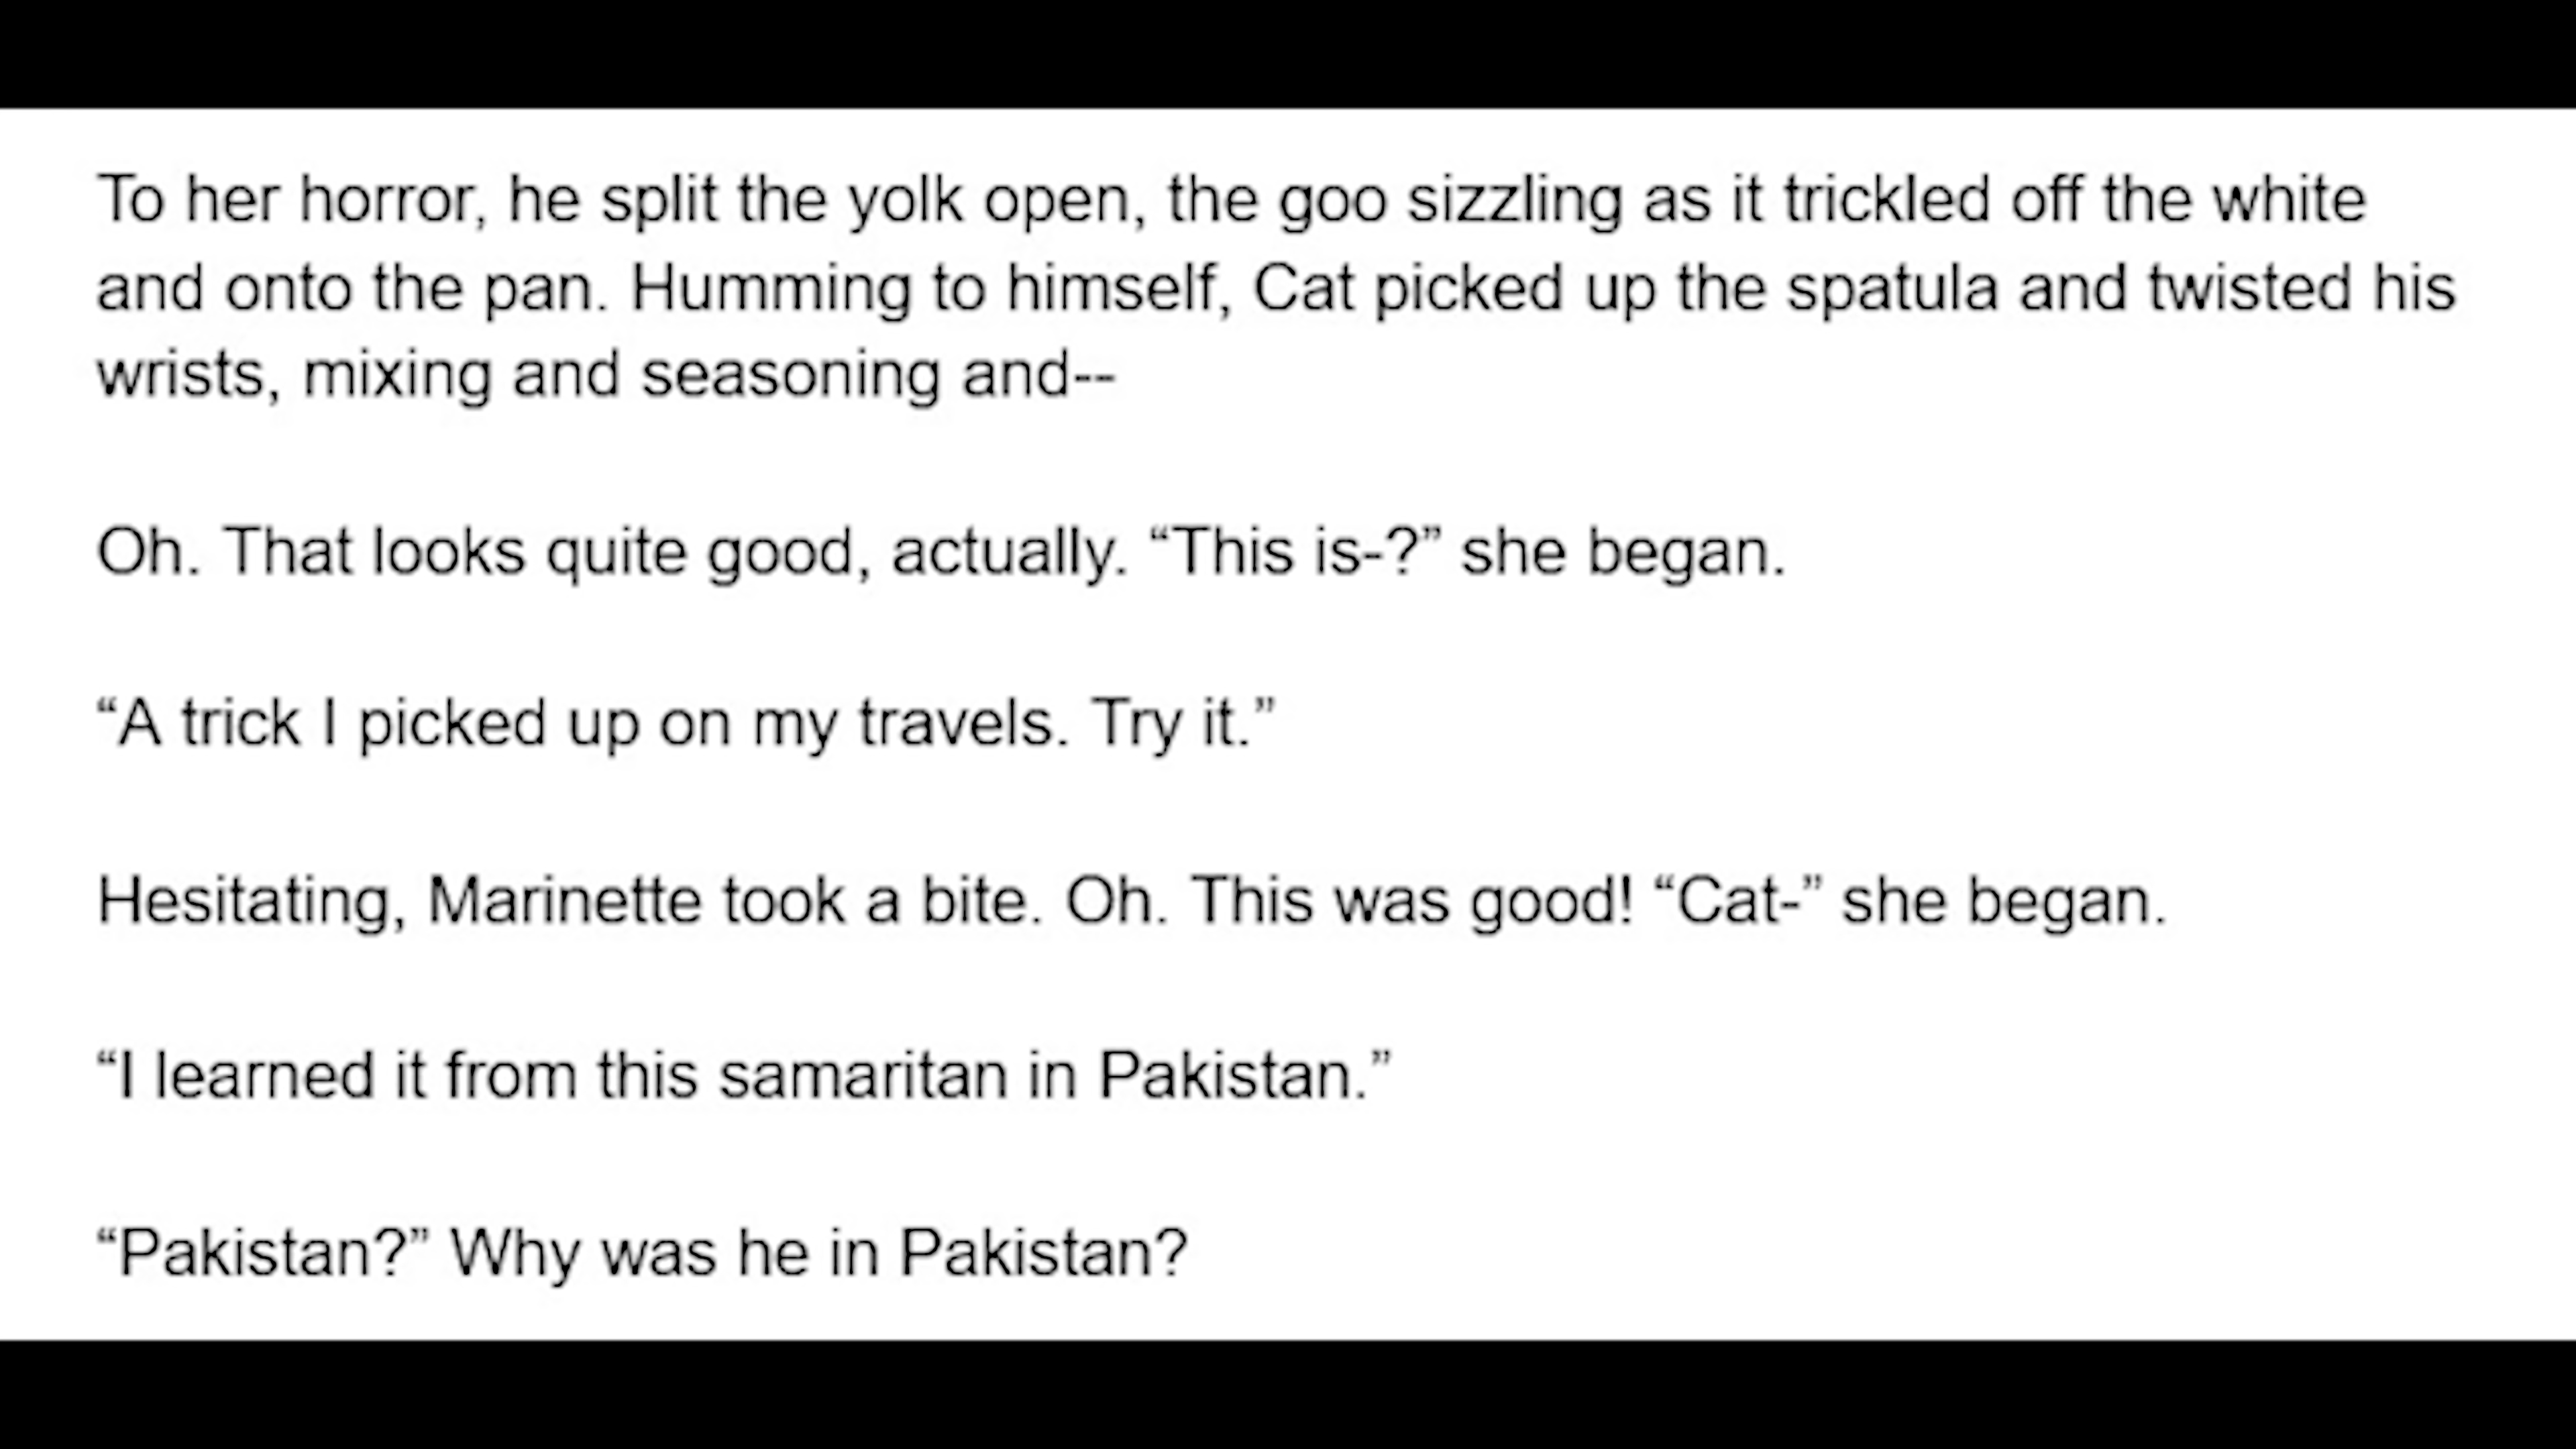 To her horror, he split the yolk open, the goo sizzling as it trickled off the white
and onto the pan. Humming to himself, Cat picked up the spatula and twisted his
wrists, mixing and seasoning and--
Oh. That looks quite good, actually. “This is-?” she began.
“A trick I picked up on my travels. Try it.”
Hesitating, Marinette took a bite. Oh. This was good! “Cat-” she began.
“I learned it from this samaritan in Pakistan.”
“Pakistan?” Why was he in Pakistan?